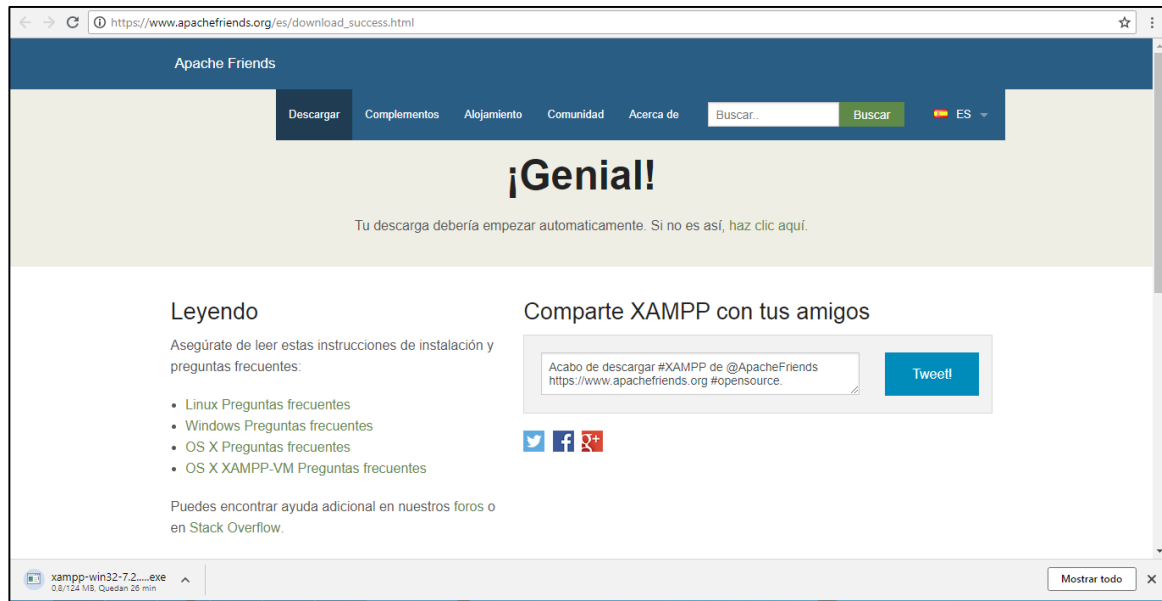 https://www.apachefriends.org/es/download_success.html
Apache Friends
Descargar Complementos Alojamiento Comunidad Acerca de Buscar.. Buscar ES
¡Genial!
Tu descarga debería empezar automaticamente. Si no es así, haz clic aquí.
Leyendo
Asegúrate de leer estas instrucciones de instalación y
preguntas frecuentes:
Linux Preguntas frecuentes
Windows Preguntas frecuentes
OS X Preguntas frecuentes
OS X XAMPP-VM Preguntas frecuentes
Puedes encontrar ayuda adicional en nuestros foros o
en Stack Overflow.
Comparte XAMPP con tus amigos
Acabo de descargar #XAMPP de @ApacheFriends
https://www.apachefriends.org #opensource.
Tweet!
xampp-win32-7.2.....exe
0,8/124 MB, Quedan 26 min
Mostrar todo